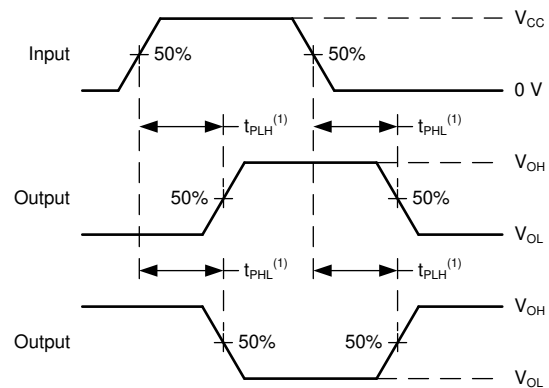 V_CC
Input
50%
50%
0 V
t_PLH^(1)
t_PHL^(1)
V_OH
Output
50%
50%
V_OL
t_PHL^(1)
t_PLH^(1)
V_OH
Output
50%
50%
V_OL